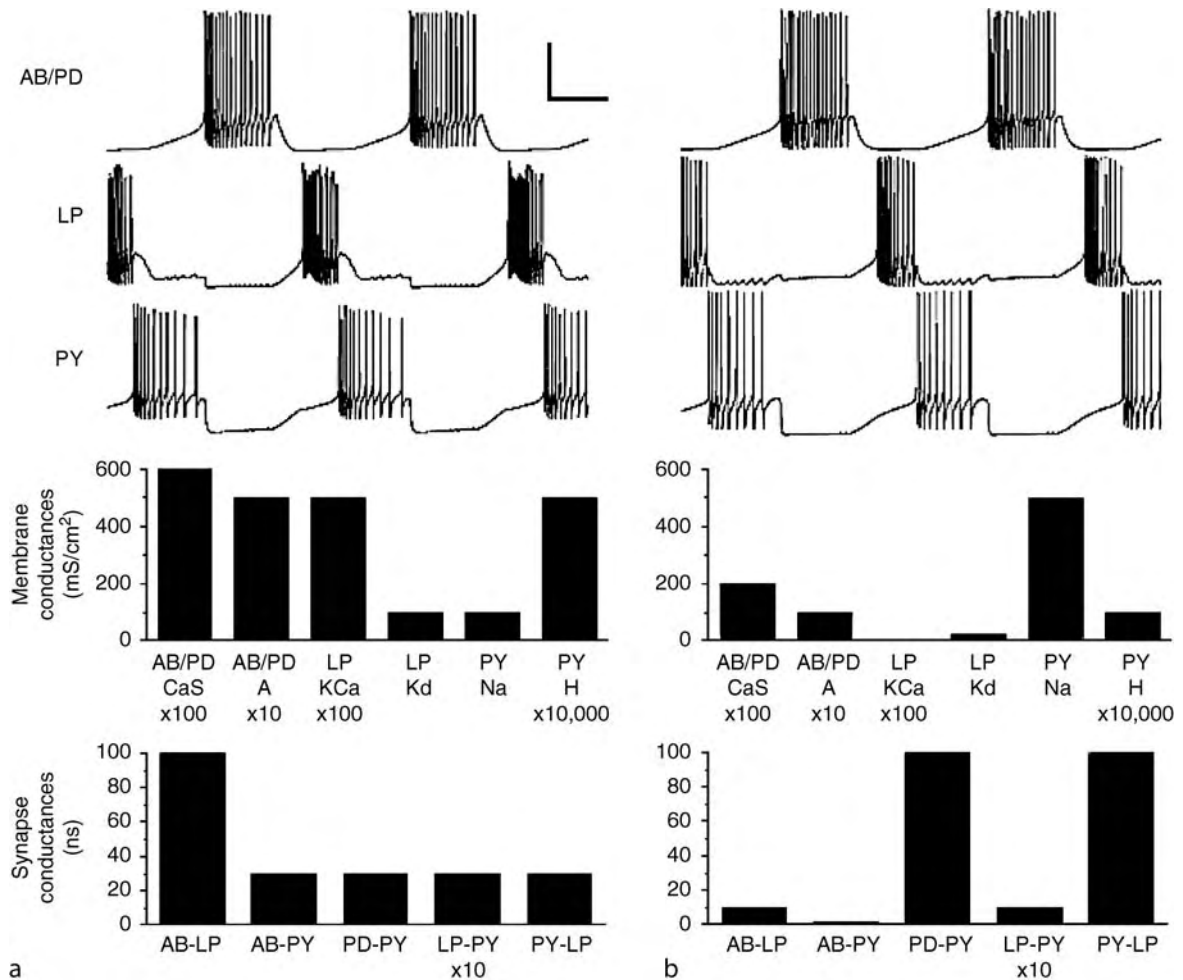 AB/PD
LP
PY
Membrane
conductances
(mS/cm²)
600
400
200
0
AB/PD
CaS
x100
AB/PD
A
x10
LP
KCa
x100
LP
Kd
PY
Na
PY
H
x10,000
600
400
200
0
AB/PD
CaS
x100
AB/PD
A
x10
LP
KCa
x100
LP
Kd
PY
Na
PY
H
x10,000
Synapse
conductances
(ns)
100
80
60
40
20
0
AB-LP
AB-PY
PD-PY
LP-PY
x10
PY-LP
100
80
60
40
20
0
AB-LP
AB-PY
PD-PY
LP-PY
x10
PY-LP
a
b